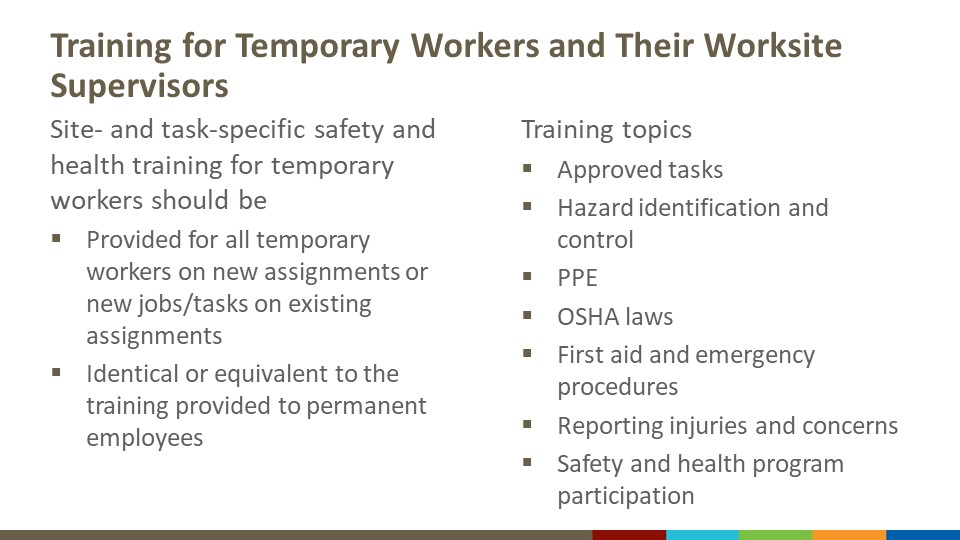 Training for Temporary Workers and Their Worksite
Supervisors
Site- and task-specific safety and
health training for temporary
workers should be
▪ Provided for all temporary
workers on new assignments or
new jobs/tasks on existing
assignments
▪ Identical or equivalent to the
training provided to permanent
employees
Training topics
▪ Approved tasks
▪ Hazard identification and
control
▪ PPE
▪ OSHA laws
▪ First aid and emergency
procedures
▪ Reporting injuries and concerns
▪ Safety and health program
participation